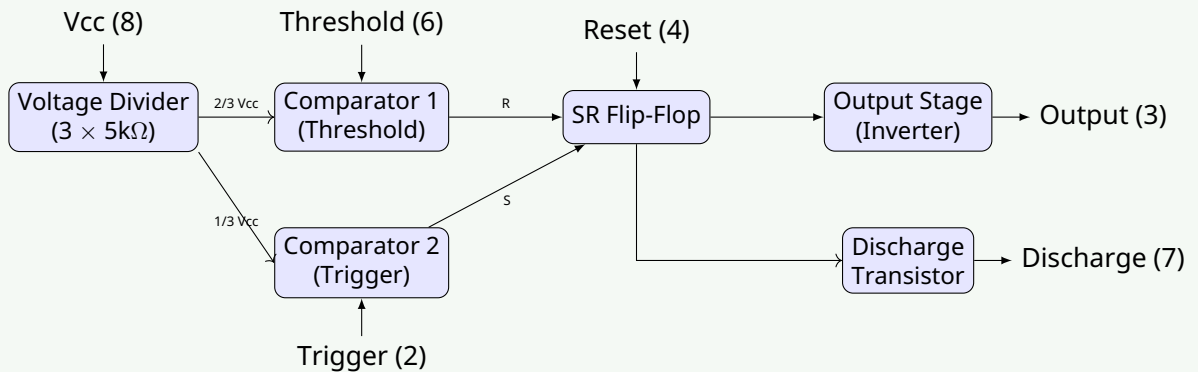 Vcc (8)
Threshold (6)
Reset (4)
Voltage Divider
(3 × 5kΩ)
2/3 Vcc
Comparator 1
(Threshold)
R
SR Flip-Flop
Output Stage
(Inverter)
Output (3)
1/3 Vcc
S
Comparator 2
(Trigger)
Discharge
Transistor
Discharge (7)
Trigger (2)